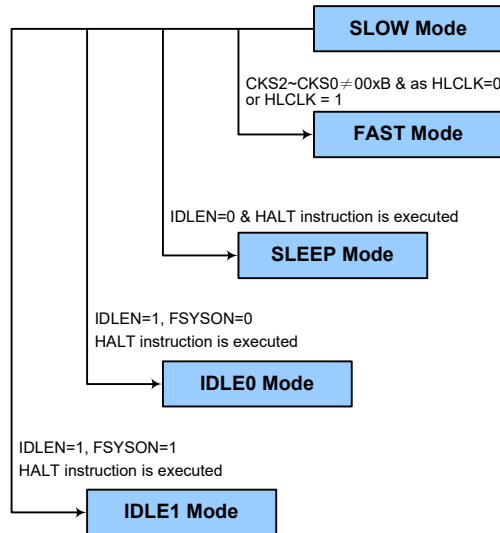 SLOW Mode
CKS2~CKS0≠00xB & as HLCLK=0
or HLCLK = 1
FAST Mode
IDLEN=0 & HALT instruction is executed
SLEEP Mode
IDLEN=1, FSYSON=0
HALT instruction is executed
IDLE0 Mode
IDLEN=1, FSYSON=1
HALT instruction is executed
IDLE1 Mode